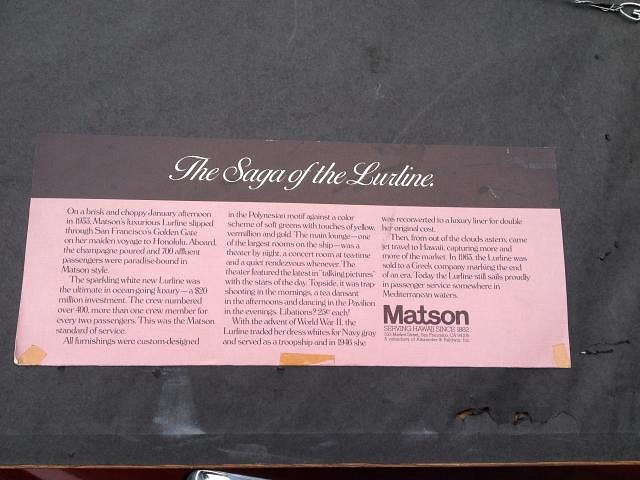 The Saga of the Lurline.
On a brisk and choppy January afternoon
in 1933, Matson's luxurious Lurline slipped
through San Francisco's Golden Gate
on her maiden voyage to Honolulu. Aboard,
the champagne poured and 700 affluent
passengers were paradise-bound in
Matson style.
The sparkling white new Lurline was
the ultimate in oceangoing luxury—a $20
million investment. The crew numbered
over 400, more than one crew member for
every two passengers. This was the Matson
standard of service.
All furnishings were custom-designed
in the Polynesian motif against a color
scheme of soft greens with touches of yellow,
vermillion and gold. The main lounge—one
of the largest rooms on the ship—was a
theater by night, a concert room at teatime
and a quiet rendezvous whenever. The
theater featured the latest in "talking pictures"
with the stars of the day. Topside, it was trap-
shooting in the mornings, a tea dansant
in the afternoons and dancing in the Pavilion
in the evenings. Libations? 25¢ each!
With the advent of World War II, the
Lurline traded her dress whites for Navy gray
and served as a troopship and in 1946 she
was reconverted to a luxury liner for double
her original cost.
Then, from out of the clouds astern, came
jet travel to Hawaii, capturing more and
more of the market. In 1963, the Lurline was
sold to a Greek company marking the end
of an era. Today the Lurline still sails proudly
in passenger service somewhere in
Mediterranean waters.
Matson
SERVING HAWAII SINCE 1882
Market Street, San Francisco, CA
A subsidiary of Alexander & Baldwin, Inc.